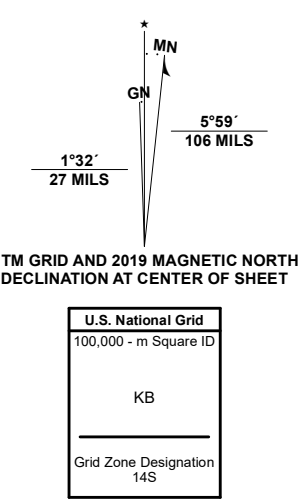 ★
MN
GN
5°59´
106 MILS
1°32´
27 MILS
TM GRID AND 2019 MAGNETIC NORTH
DECLINATION AT CENTER OF SHEET
U.S. National Grid
100,000 - m Square ID
KB
Grid Zone Designation
14S